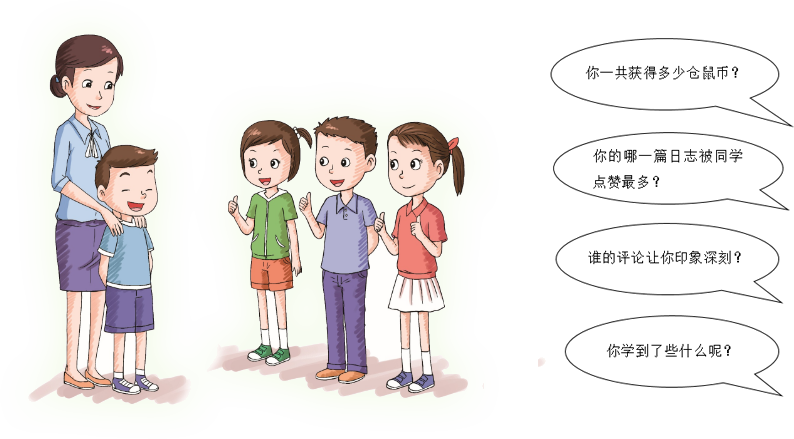 你一共获得多少仓鼠币？
你的哪一篇日志被同学
点赞最多？
谁的评论让你印象深刻？
你学到了些什么呢？